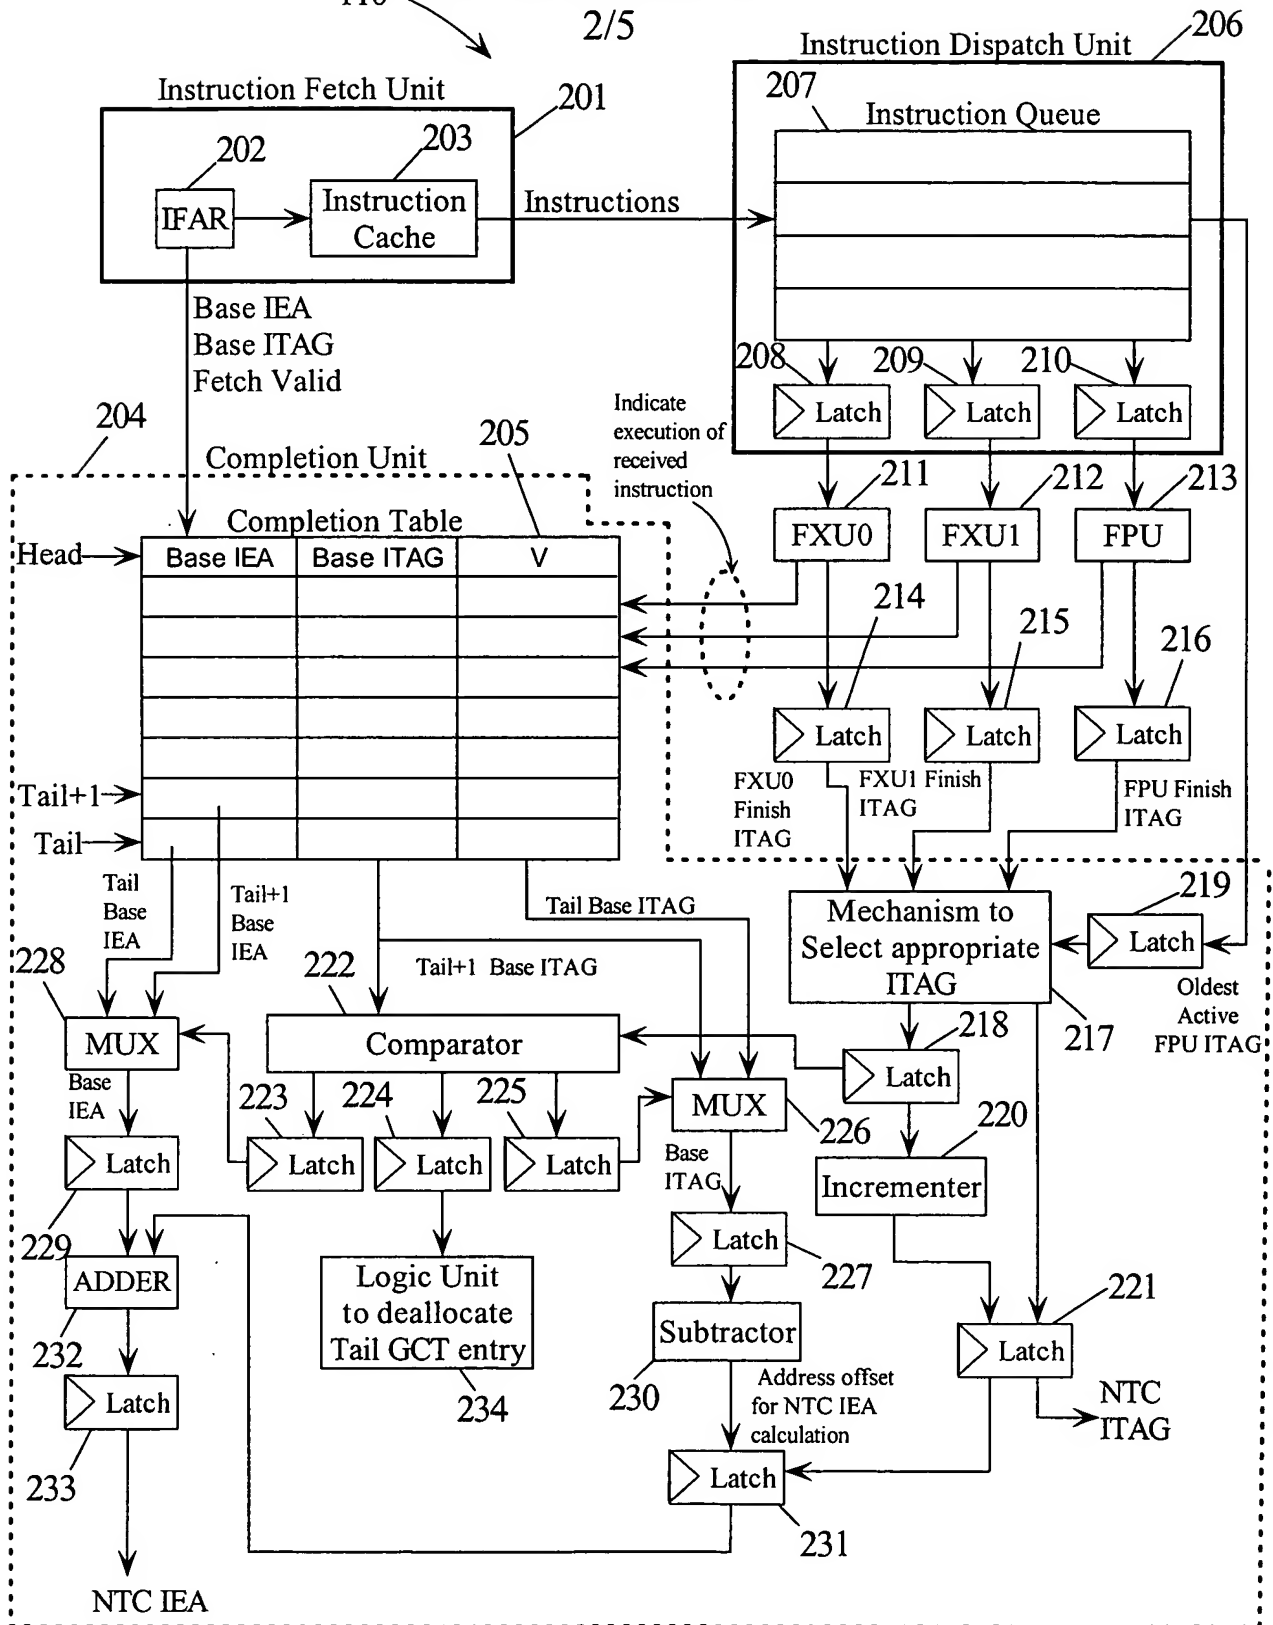 110
2/5
206
Instruction Dispatch Unit
Instruction Fetch Unit
201
207
Instruction Queue
202
203
IFAR
Instruction
Cache
Instructions
Base IEA
Base ITAG
Fetch Valid
208
209
210
Latch
Latch
Latch
204
205
Completion Unit
Indicate
execution of
received
instruction
211
212
213
Completion Table
FXU0
FXU1
FPU
Head
Base IEA
Base ITAG
V
214
215
216
Latch
Latch
Latch
Tail+1
Tail
FXU0
Finish
ITAG
FXU1 Finish
ITAG
FPU Finish
ITAG
Tail
Base
IEA
Tail+1
Base
IEA
Tail Base ITAG
Tail+1 Base ITAG
Mechanism to
Select appropriate
ITAG
219
Latch
Oldest
Active
FPU ITAG
228
222
218
217
MUX
Comparator
Latch
Base
IEA
223
224
225
MUX
226
220
Latch
Latch
Latch
Latch
Base
ITAG
Incrementer
229
Latch
227
ADDER
Logic Unit
to deallocate
Tail GCT entry
Subtractor
221
Latch
232
234
230
Address offset
for NTC IEA
calculation
NTC
ITAG
Latch
233
Latch
231
NTC IEA